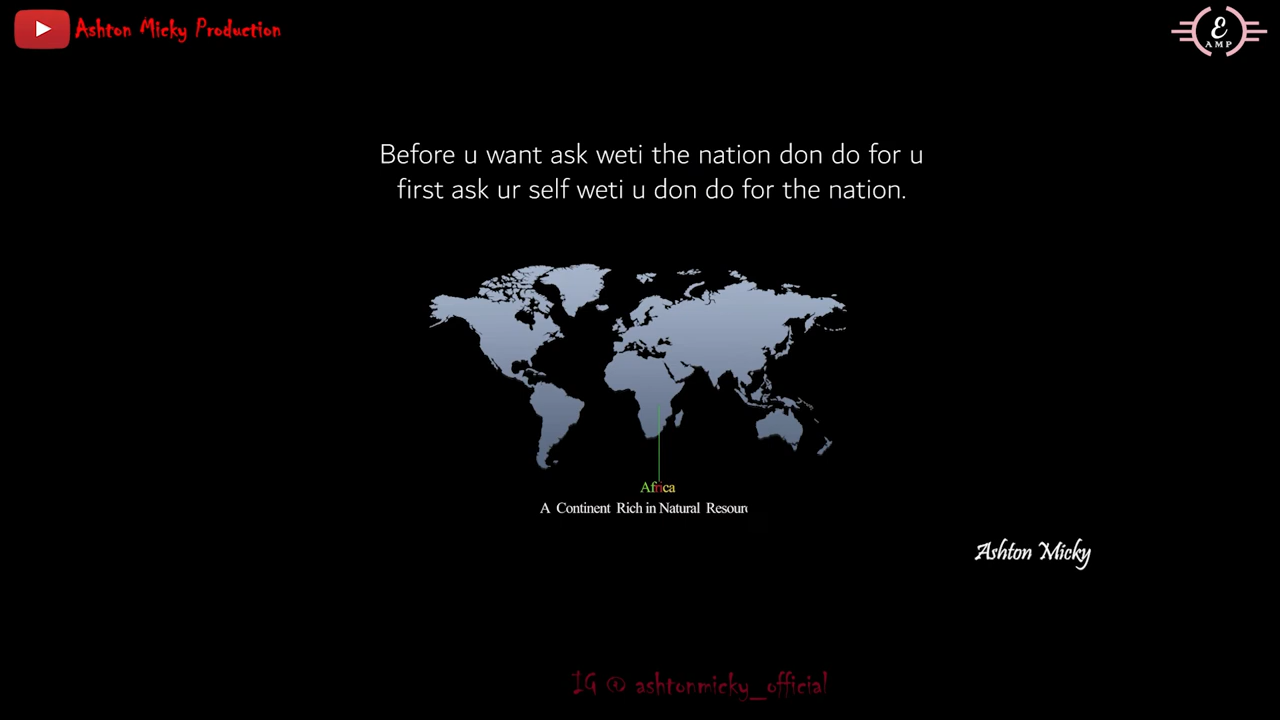 Ashton Micky Production
E
AMP
Before u want ask weti the nation don do for u
first ask ur self weti u don do for the nation.
Africa
A Continent Rich in Natural Resour
Ashton Micky
IG @ ashtonmicky_official